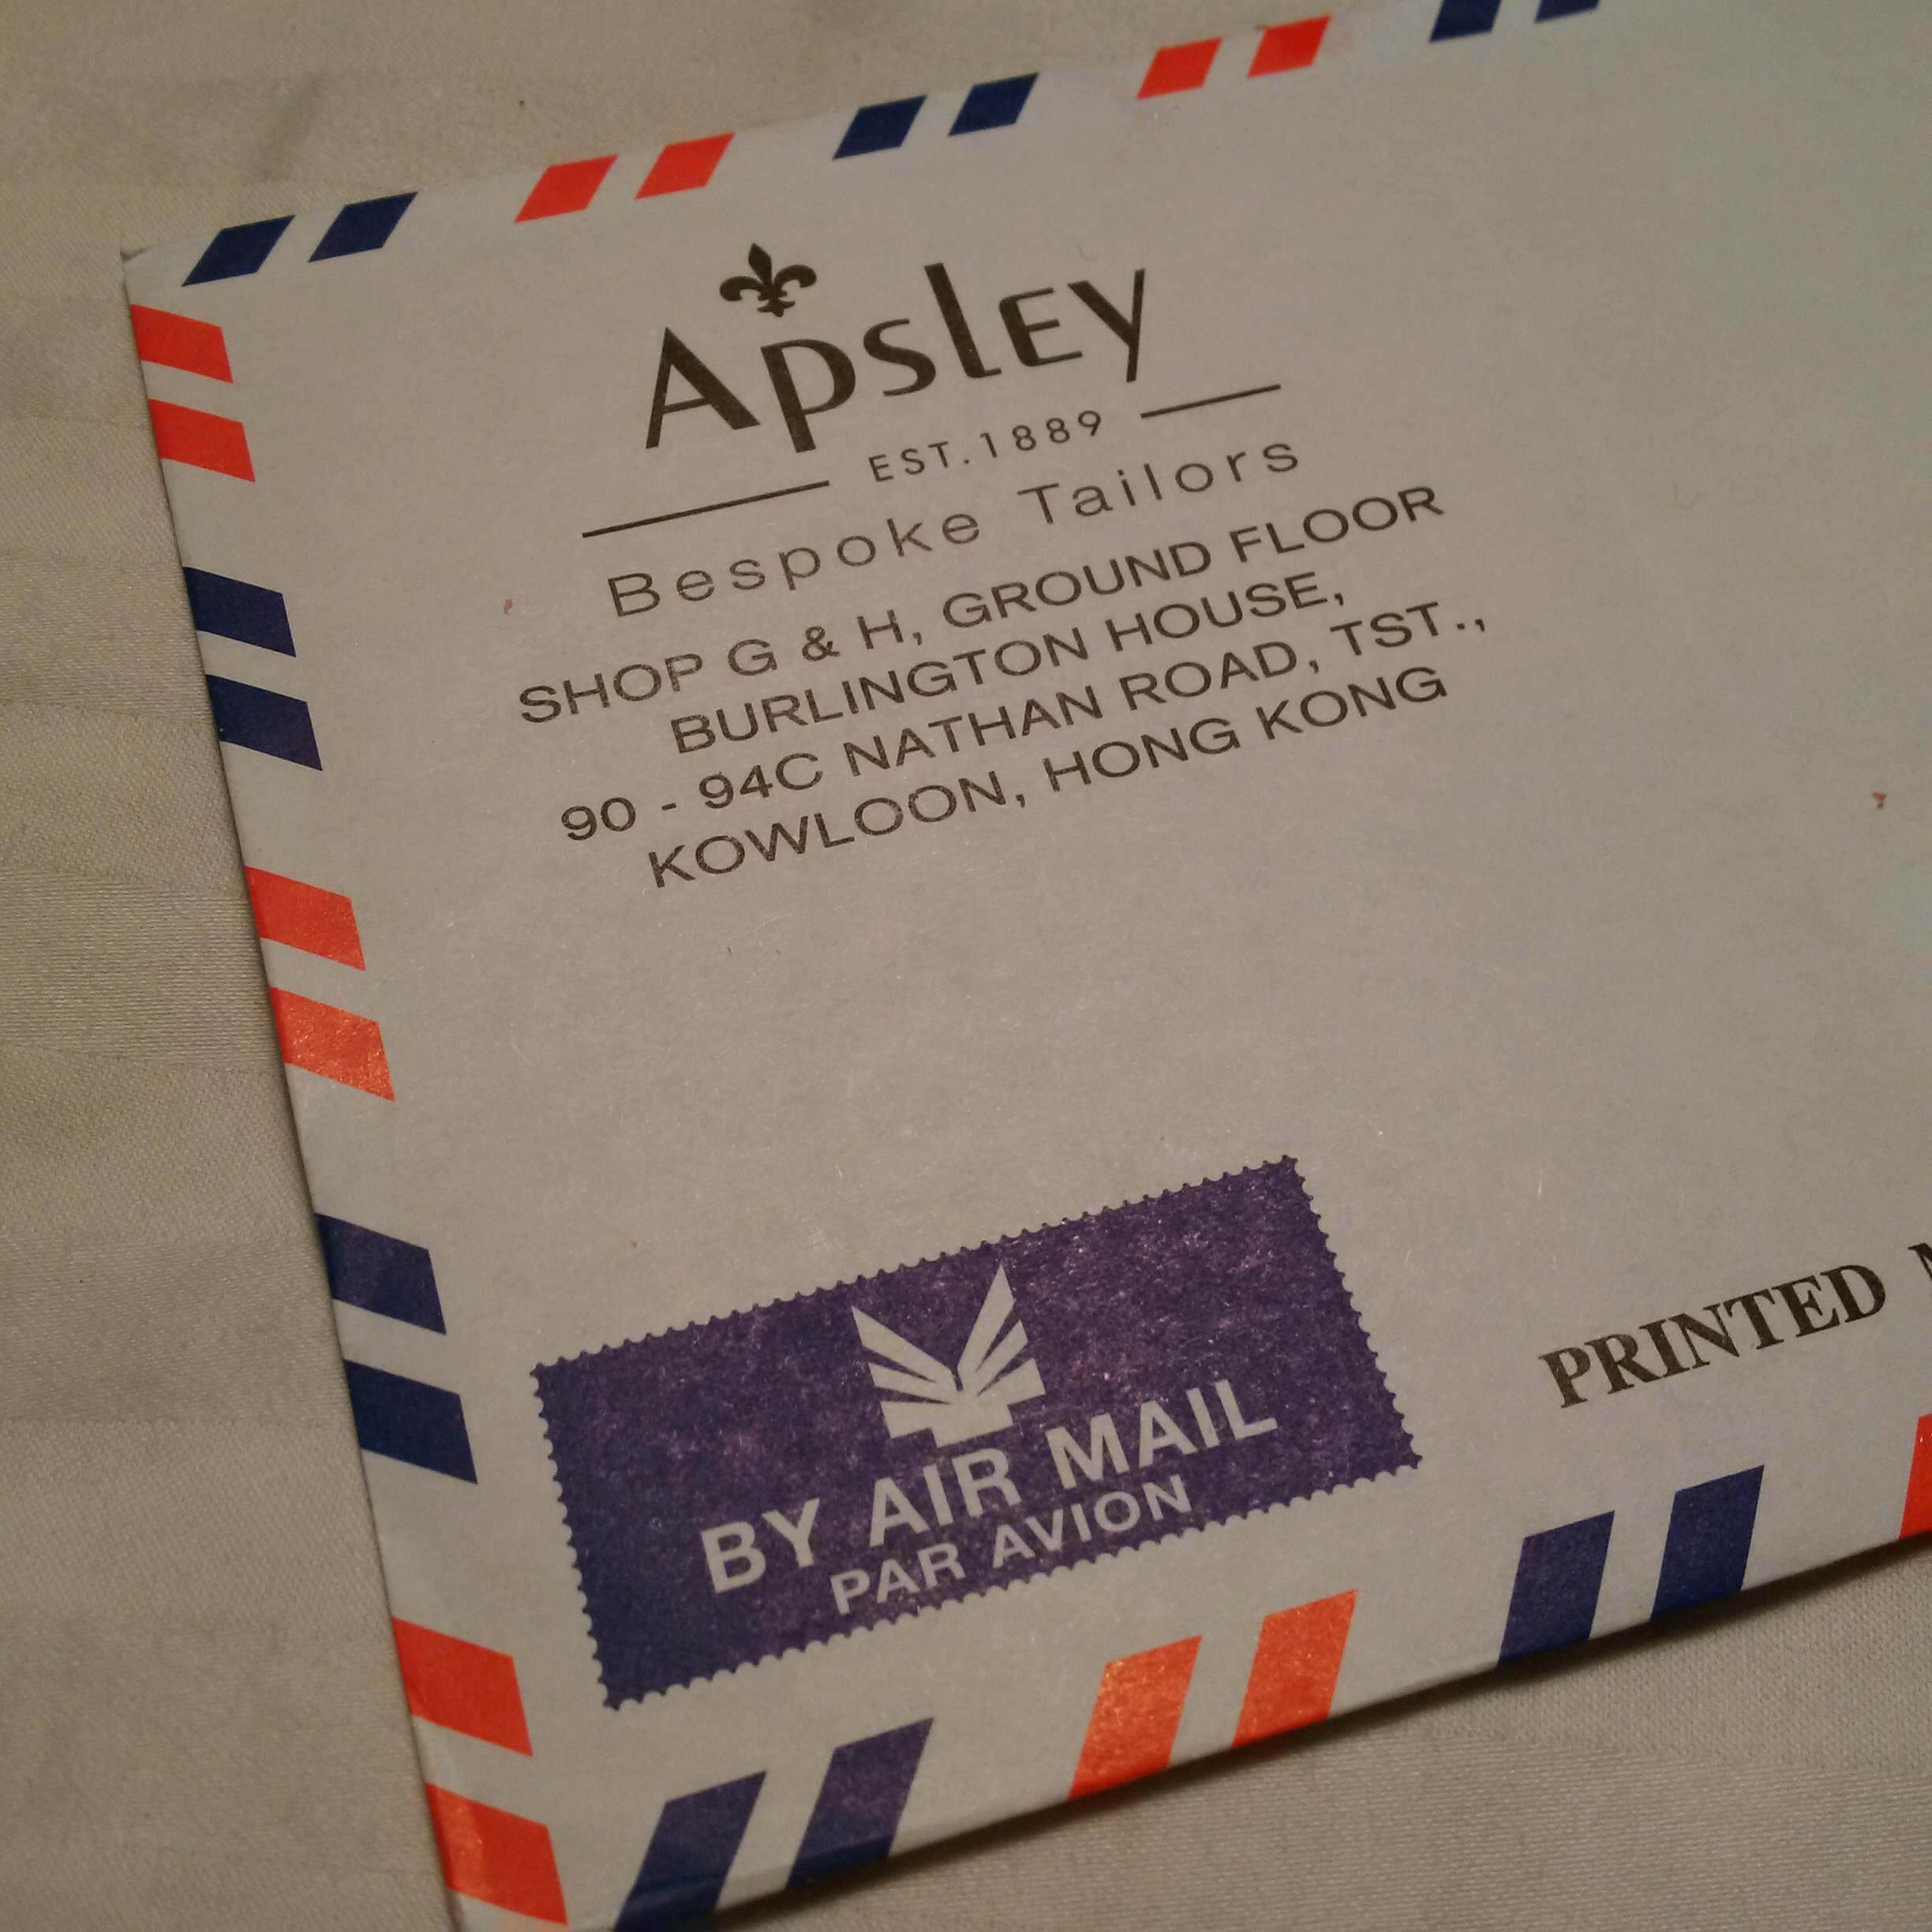 Apsley
EST.1889
Bespoke Tailors
SHOP G & H, GROUND FLOOR
BURLINGTON HOUSE,
90 - 94C NATHAN ROAD, TST.,
KOWLOON, HONG KONG
BY AIR MAIL
PAR AVION
PRINTED